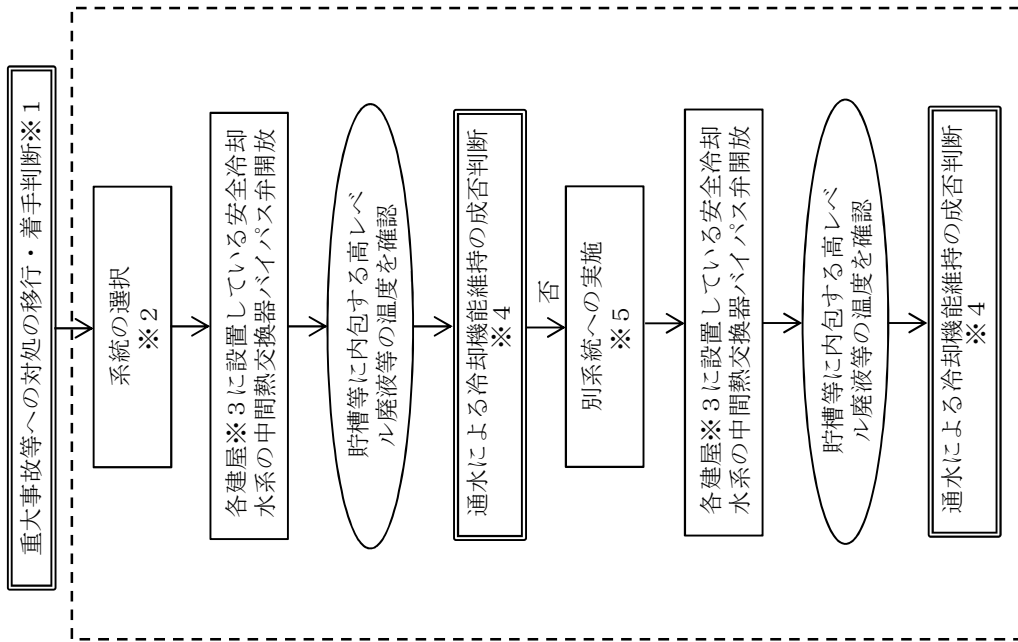 重大事故等への対処の移行・着手判断※１
系統の選択
※２
各建屋※３に設置している安全冷却
水系の中間熱交換器バイパス弁開放
貯槽等に内包する高レベ
ル廃液等の温度を確認
通水による冷却機能維持の成否判断
※４
否
別系統への実施
※５
各建屋※３に設置している安全冷却
水系の中間熱交換器バイパス弁開放
貯槽等に内包する高レベ
ル廃液等の温度を確認
通水による冷却機能維持の成否判断
※４